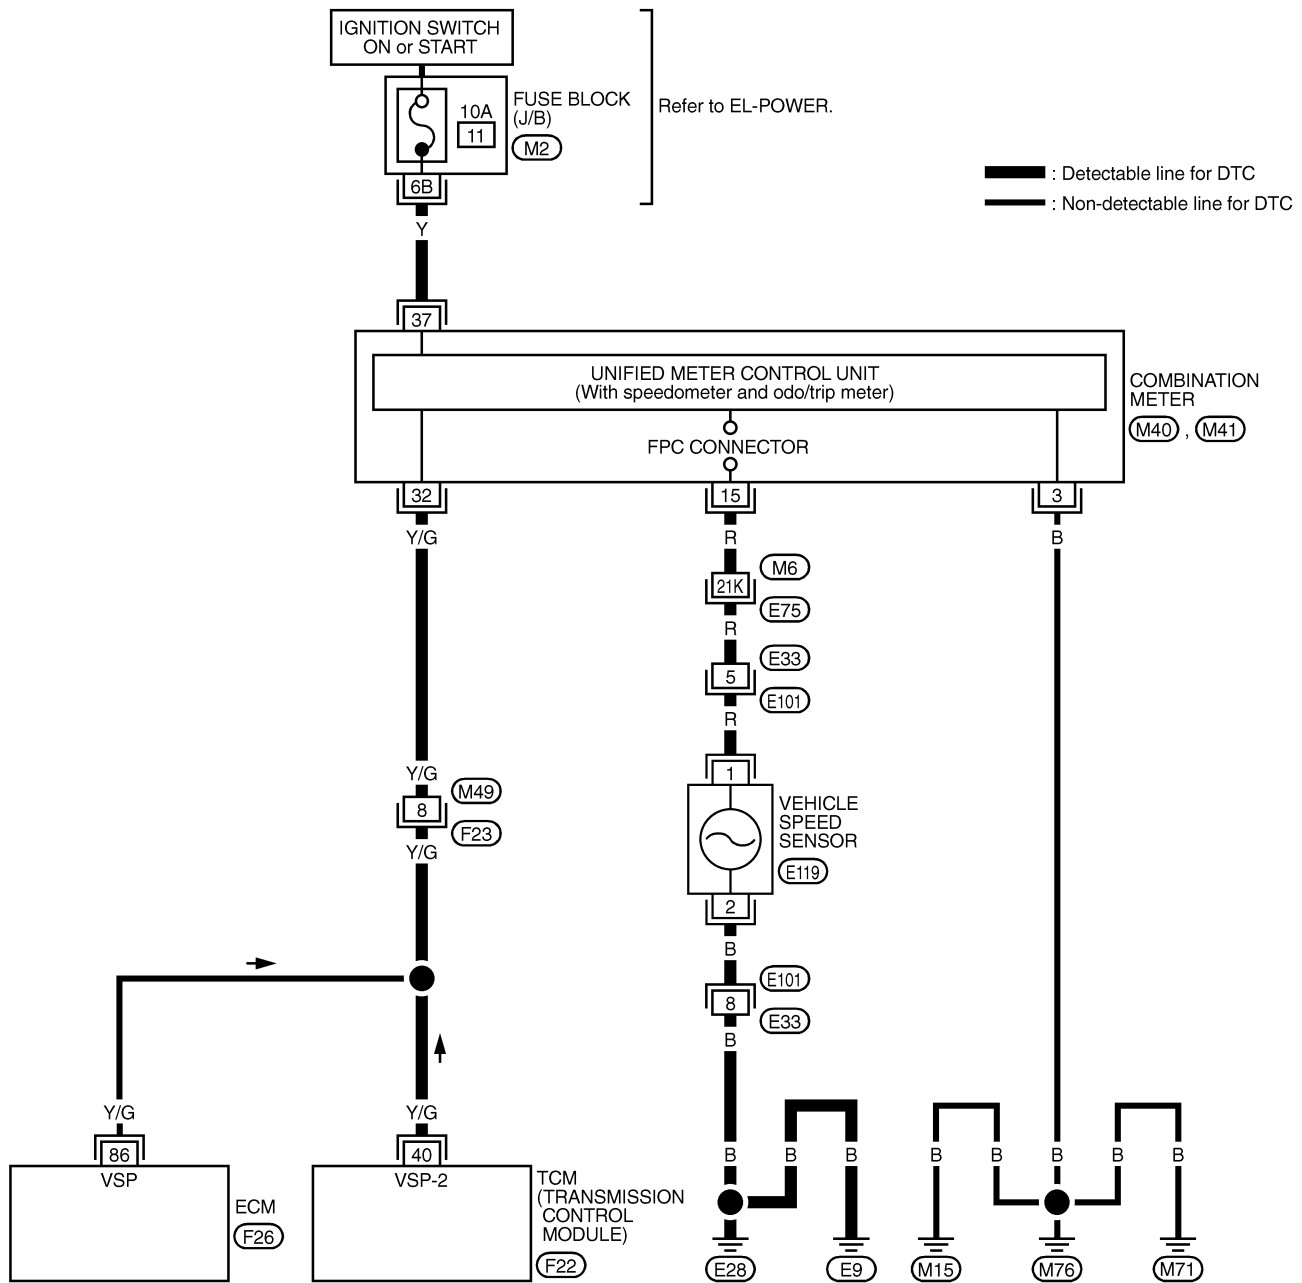 IGNITION SWITCH
ON or START
FUSE BLOCK
(J/B)
10A
11
M2
Refer to EL-POWER.
6B
Y
: Detectable line for DTC
: Non-detectable line for DTC
37
UNIFIED METER CONTROL UNIT
(With speedometer and odo/trip meter)
FPC CONNECTOR
COMBINATION
METER
M40 , M41
32
15
3
Y/G
R
B
M6
21K
E75
R
E33
5
E101
R
Y/G
M49
8
F23
Y/G
1
VEHICLE
SPEED
SENSOR
E119
2
B
E101
8
E33
B
Y/G
Y/G
B
B
B
B
B
B
B
B
86
VSP
ECM
F26
40
VSP-2
TCM
(TRANSMISSION
CONTROL
MODULE)
F22
E28
E9
M15
M76
M71